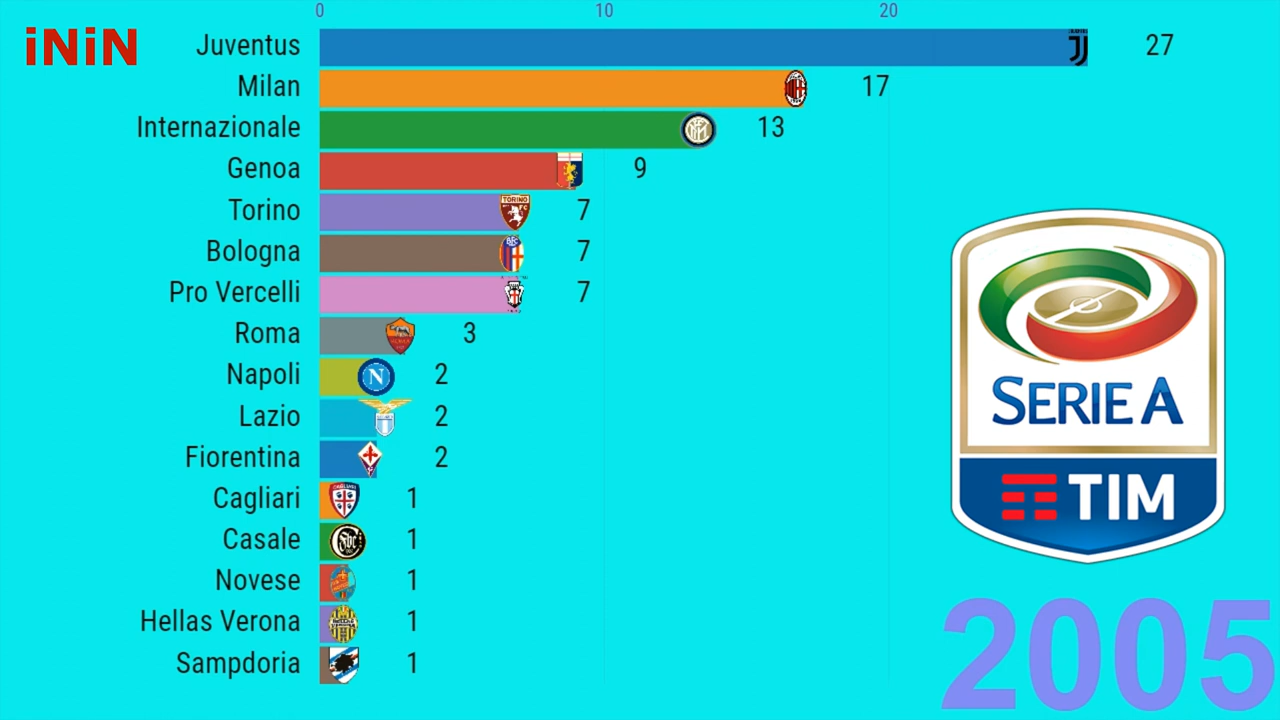 0 10 20
iNiN
Juventus 27
Milan 17
Internazionale 13
Genoa 9
Torino 7
Bologna 7
Pro Vercelli 7
Roma 3
Napoli 2
Lazio 2
Fiorentina 2
Cagliari 1
Casale 1
Novese 1
Hellas Verona 1
Sampdoria 1
SERIE A
TIM
2005